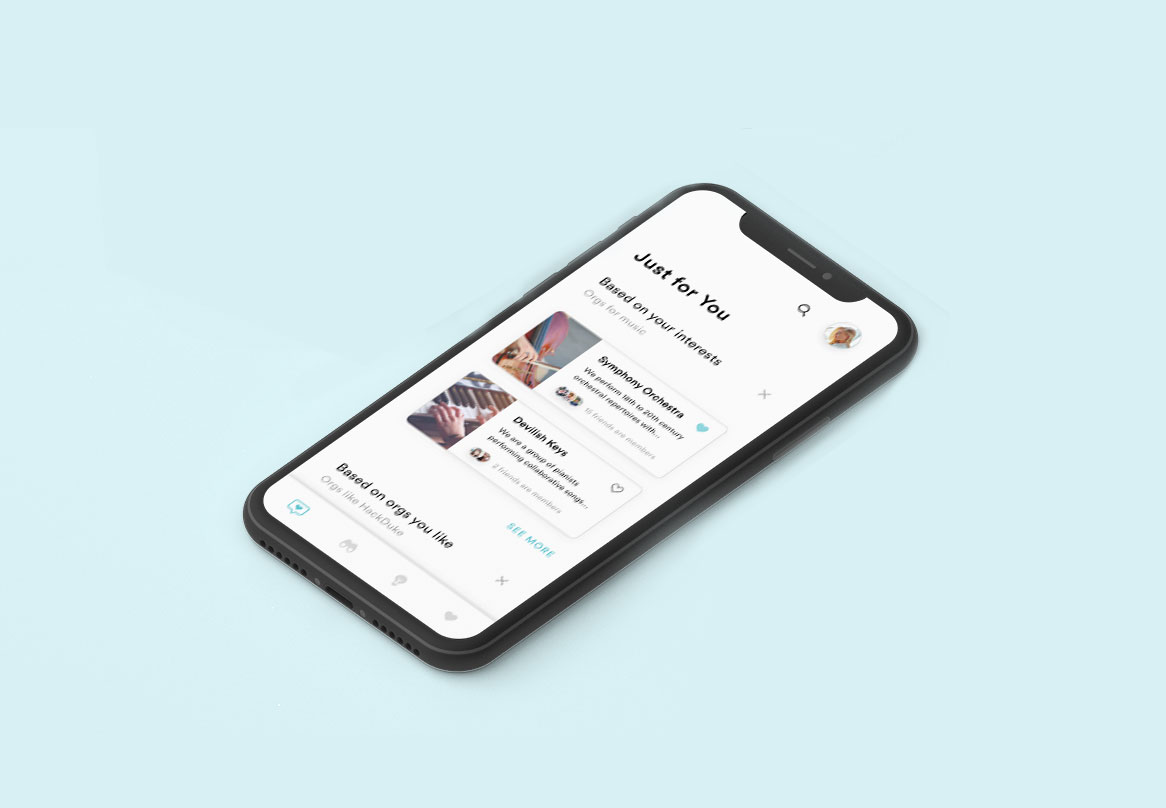 Just for You
Based on your interests
Orgs for music
Symphony Orchestra
We perform 18th to 20th century
orchestral repertoires with...
15 friends are members
Devilish Keys
We are a group of pianists
performing collaborative songs...
2 friends are members
SEE MORE
Based on orgs you like
Orgs like HackDuke